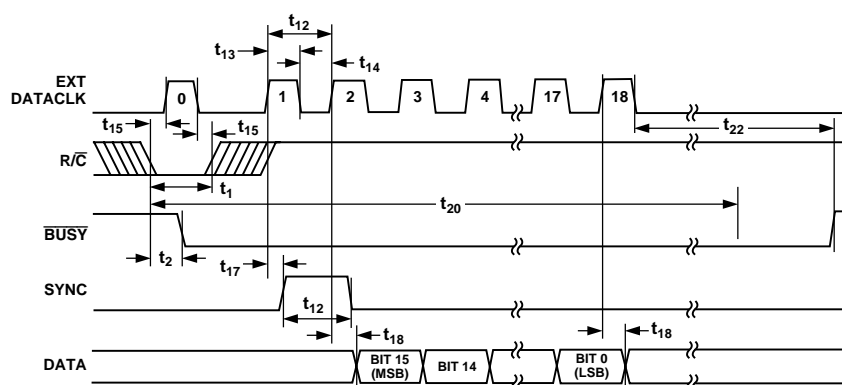 t12
t13
t14
EXT
DATACLK
0
1
2
3
4
17
18
t15
t15
t22
R/C̅
t1
t20
B̅U̅S̅Y̅
t2
t17
SYNC
t12
t18
t18
DATA
BIT 15
(MSB)
BIT 14
BIT 0
(LSB)